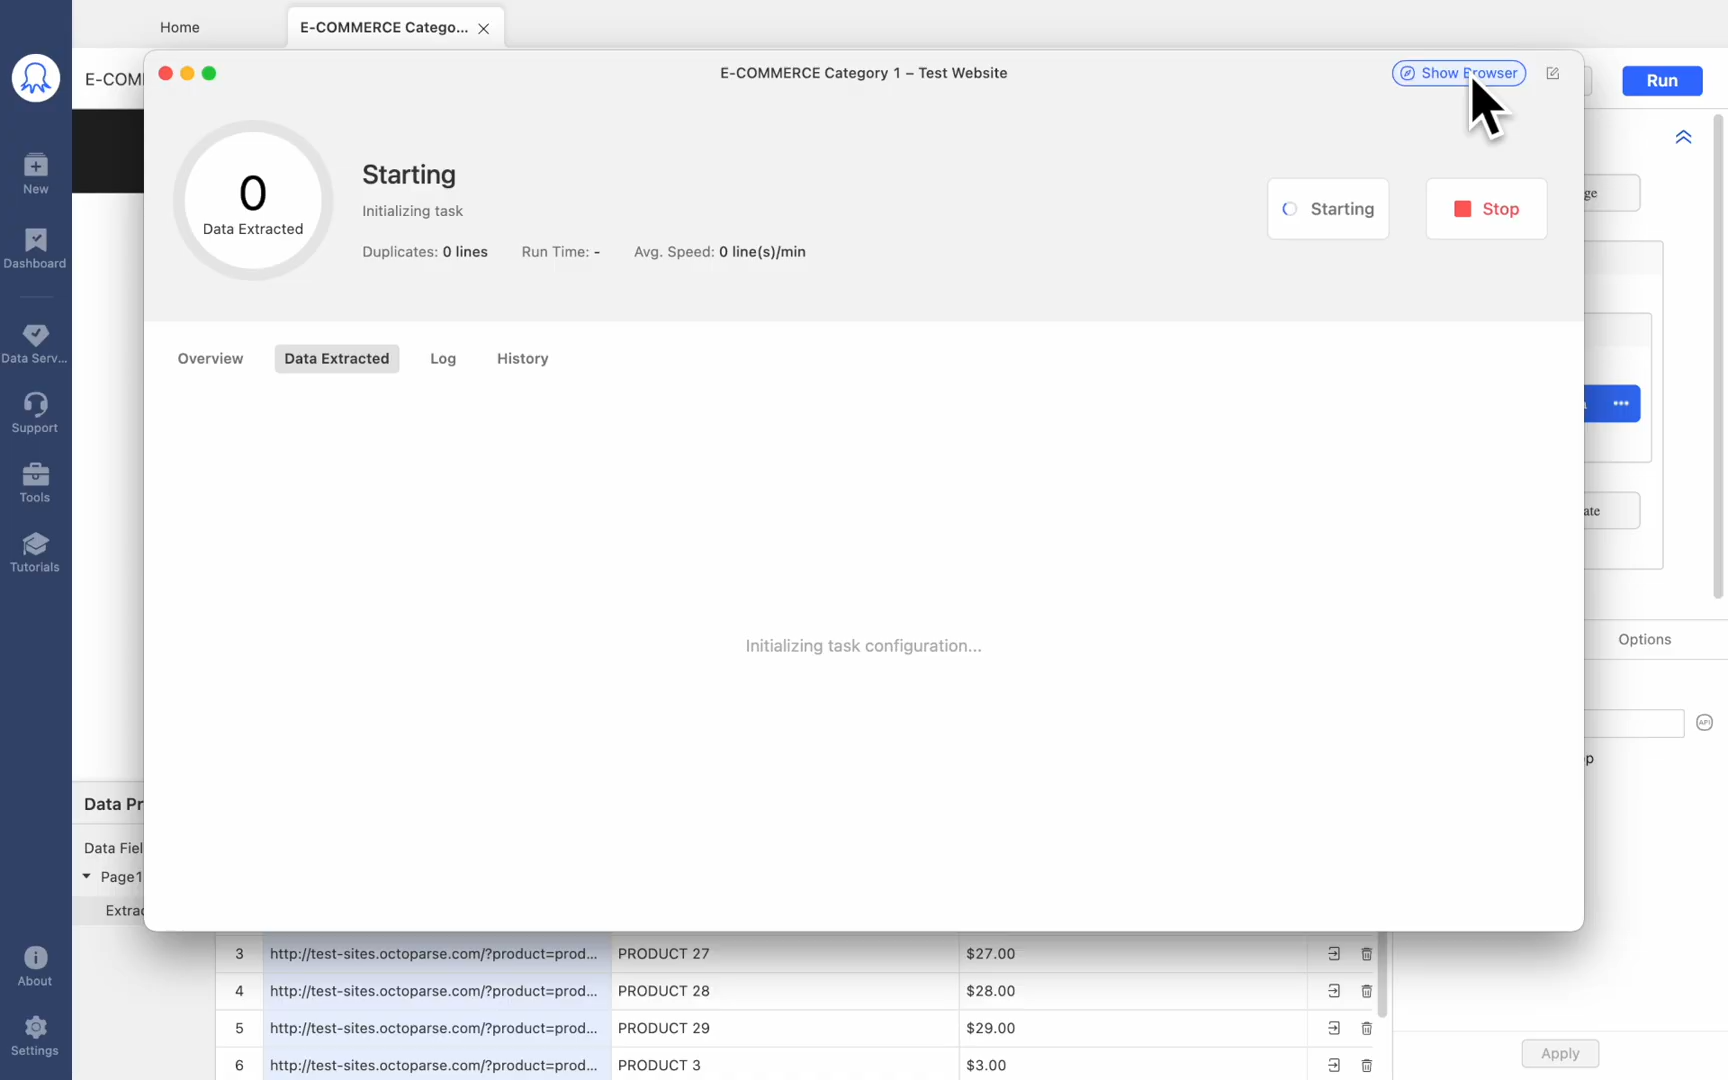 Home
E-COMMERCE Catego...
E-COM
E-COMMERCE Category 1 – Test Website
Show Browser
Run
New
Dashboard
Data Serv...
Support
Tools
Tutorials
About
Settings
0
Data Extracted
Starting
Initializing task
Duplicates: 0 lines Run Time: - Avg. Speed: 0 line(s)/min
Starting
Stop
Overview Data Extracted Log History
Initializing task configuration...
ge
ate
Options
API
p
Data Pr
Data Fiel
Page1
Extrac
3 http://test-sites.octoparse.com/?product=prod... PRODUCT 27 $27.00
4 http://test-sites.octoparse.com/?product=prod... PRODUCT 28 $28.00
5 http://test-sites.octoparse.com/?product=prod... PRODUCT 29 $29.00
6 http://test-sites.octoparse.com/?product=prod... PRODUCT 3 $3.00
Apply